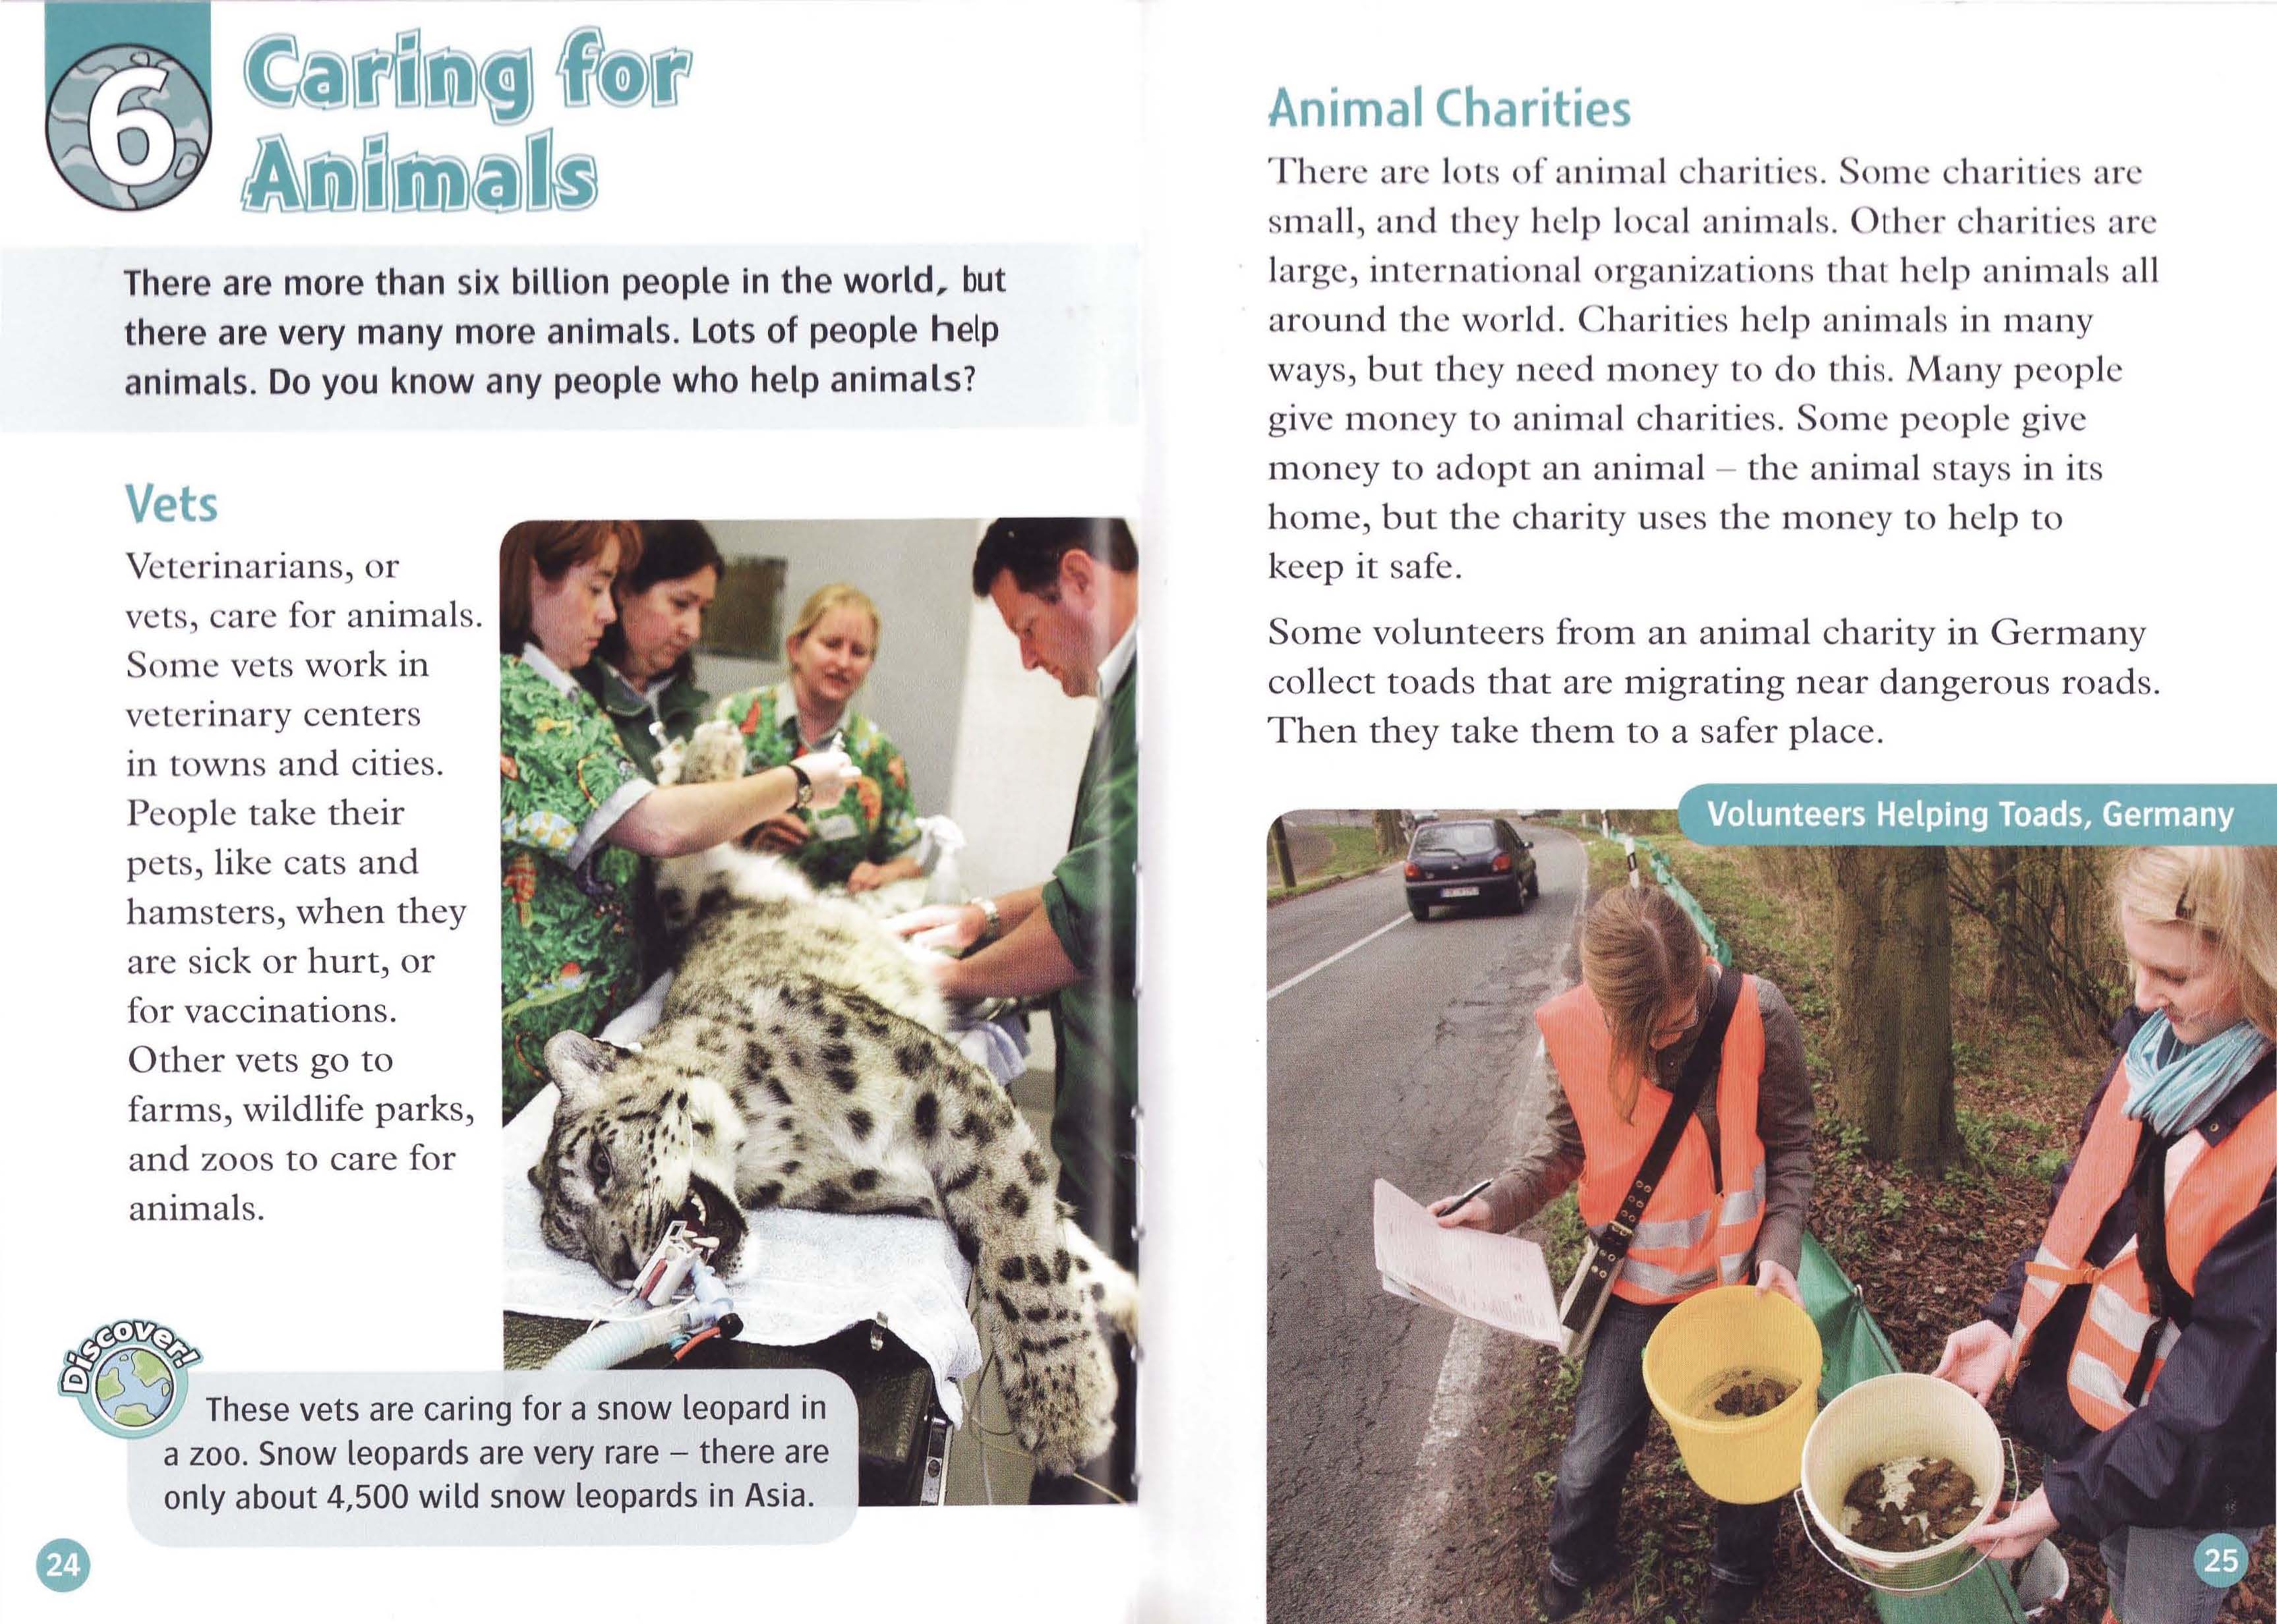 6
Caring for
Animals
There are more than six billion people in the world, but
there are very many more animals. Lots of people help
animals. Do you know any people who help animals?
Vets
Veterinarians, or
vets, care for animals.
Some vets work in
veterinary centers
in towns and cities.
People take their
pets, like cats and
hamsters, when they
are sick or hurt, or
for vaccinations.
Other vets go to
farms, wildlife parks,
and zoos to care for
animals.
Discover!
These vets are caring for a snow leopard in
a zoo. Snow leopards are very rare – there are
only about 4,500 wild snow leopards in Asia.
24
Animal Charities
There are lots of animal charities. Some charities are
small, and they help local animals. Other charities are
large, international organizations that help animals all
around the world. Charities help animals in many
ways, but they need money to do this. Many people
give money to animal charities. Some people give
money to adopt an animal – the animal stays in its
home, but the charity uses the money to help to
keep it safe.
Some volunteers from an animal charity in Germany
collect toads that are migrating near dangerous roads.
Then they take them to a safer place.
Volunteers Helping Toads, Germany
25